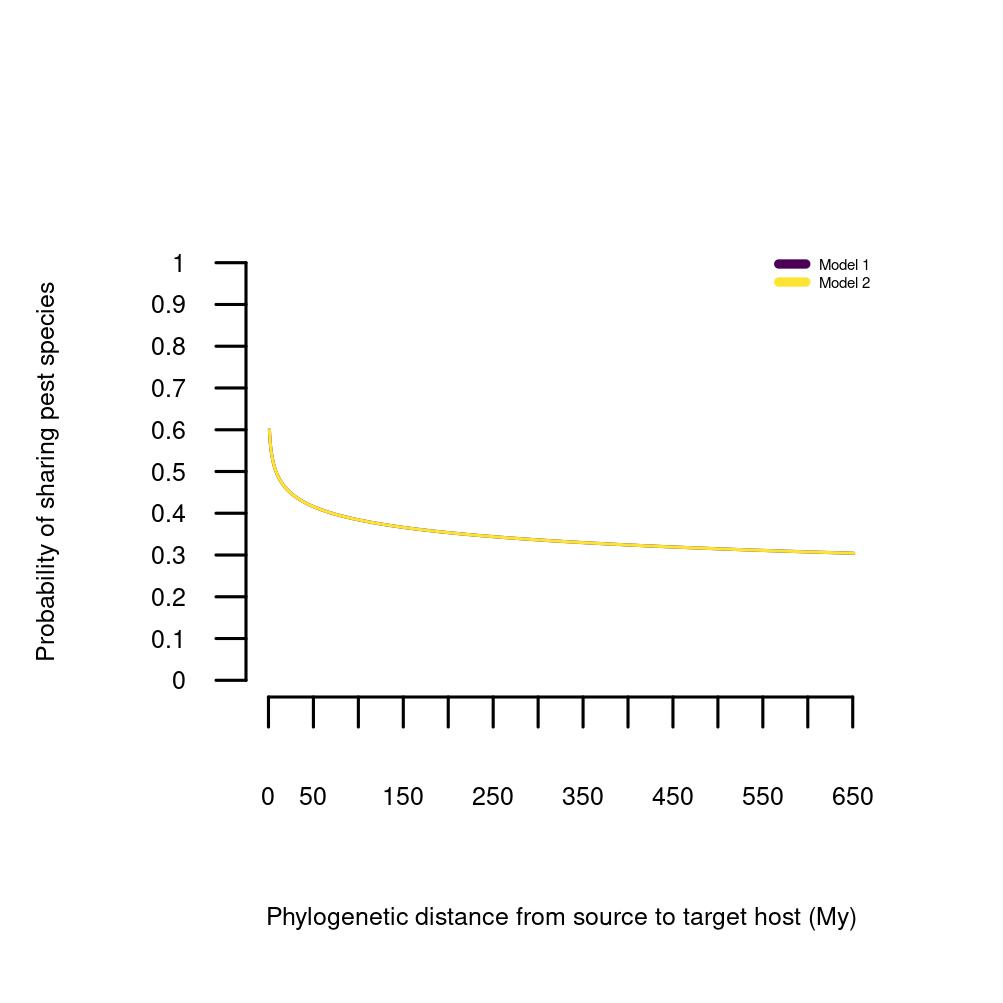 Model 1
Model 2
Probability of sharing pest species
1
0.9
0.8
0.7
0.6
0.5
0.4
0.3
0.2
0.1
0
0 50 150 250 350 450 550 650
Phylogenetic distance from source to target host (My)